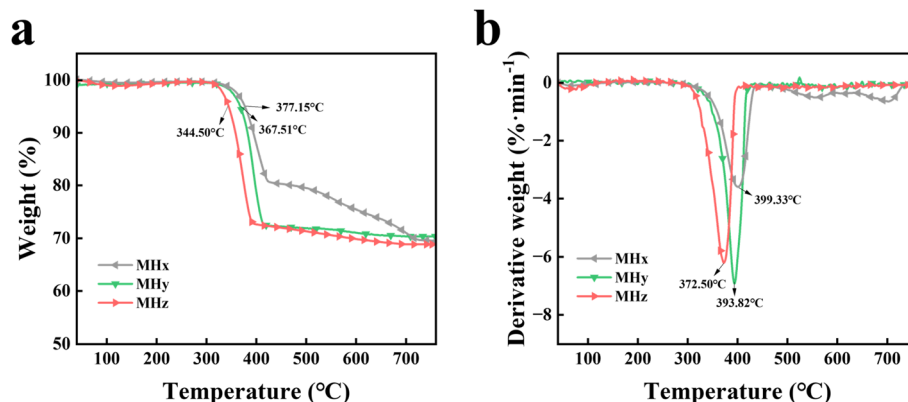 a
Weight (%)
100
90
80
70
60
50
377.15℃
367.51℃
344.50℃
MHx
MHy
MHz
100 200 300 400 500 600 700
Temperature (℃)
b
Derivative weight (%·min⁻¹)
0
−2
−4
−6
−8
399.33℃
372.50℃
393.82℃
MHx
MHy
MHz
100 200 300 400 500 600 700
Temperature (℃)